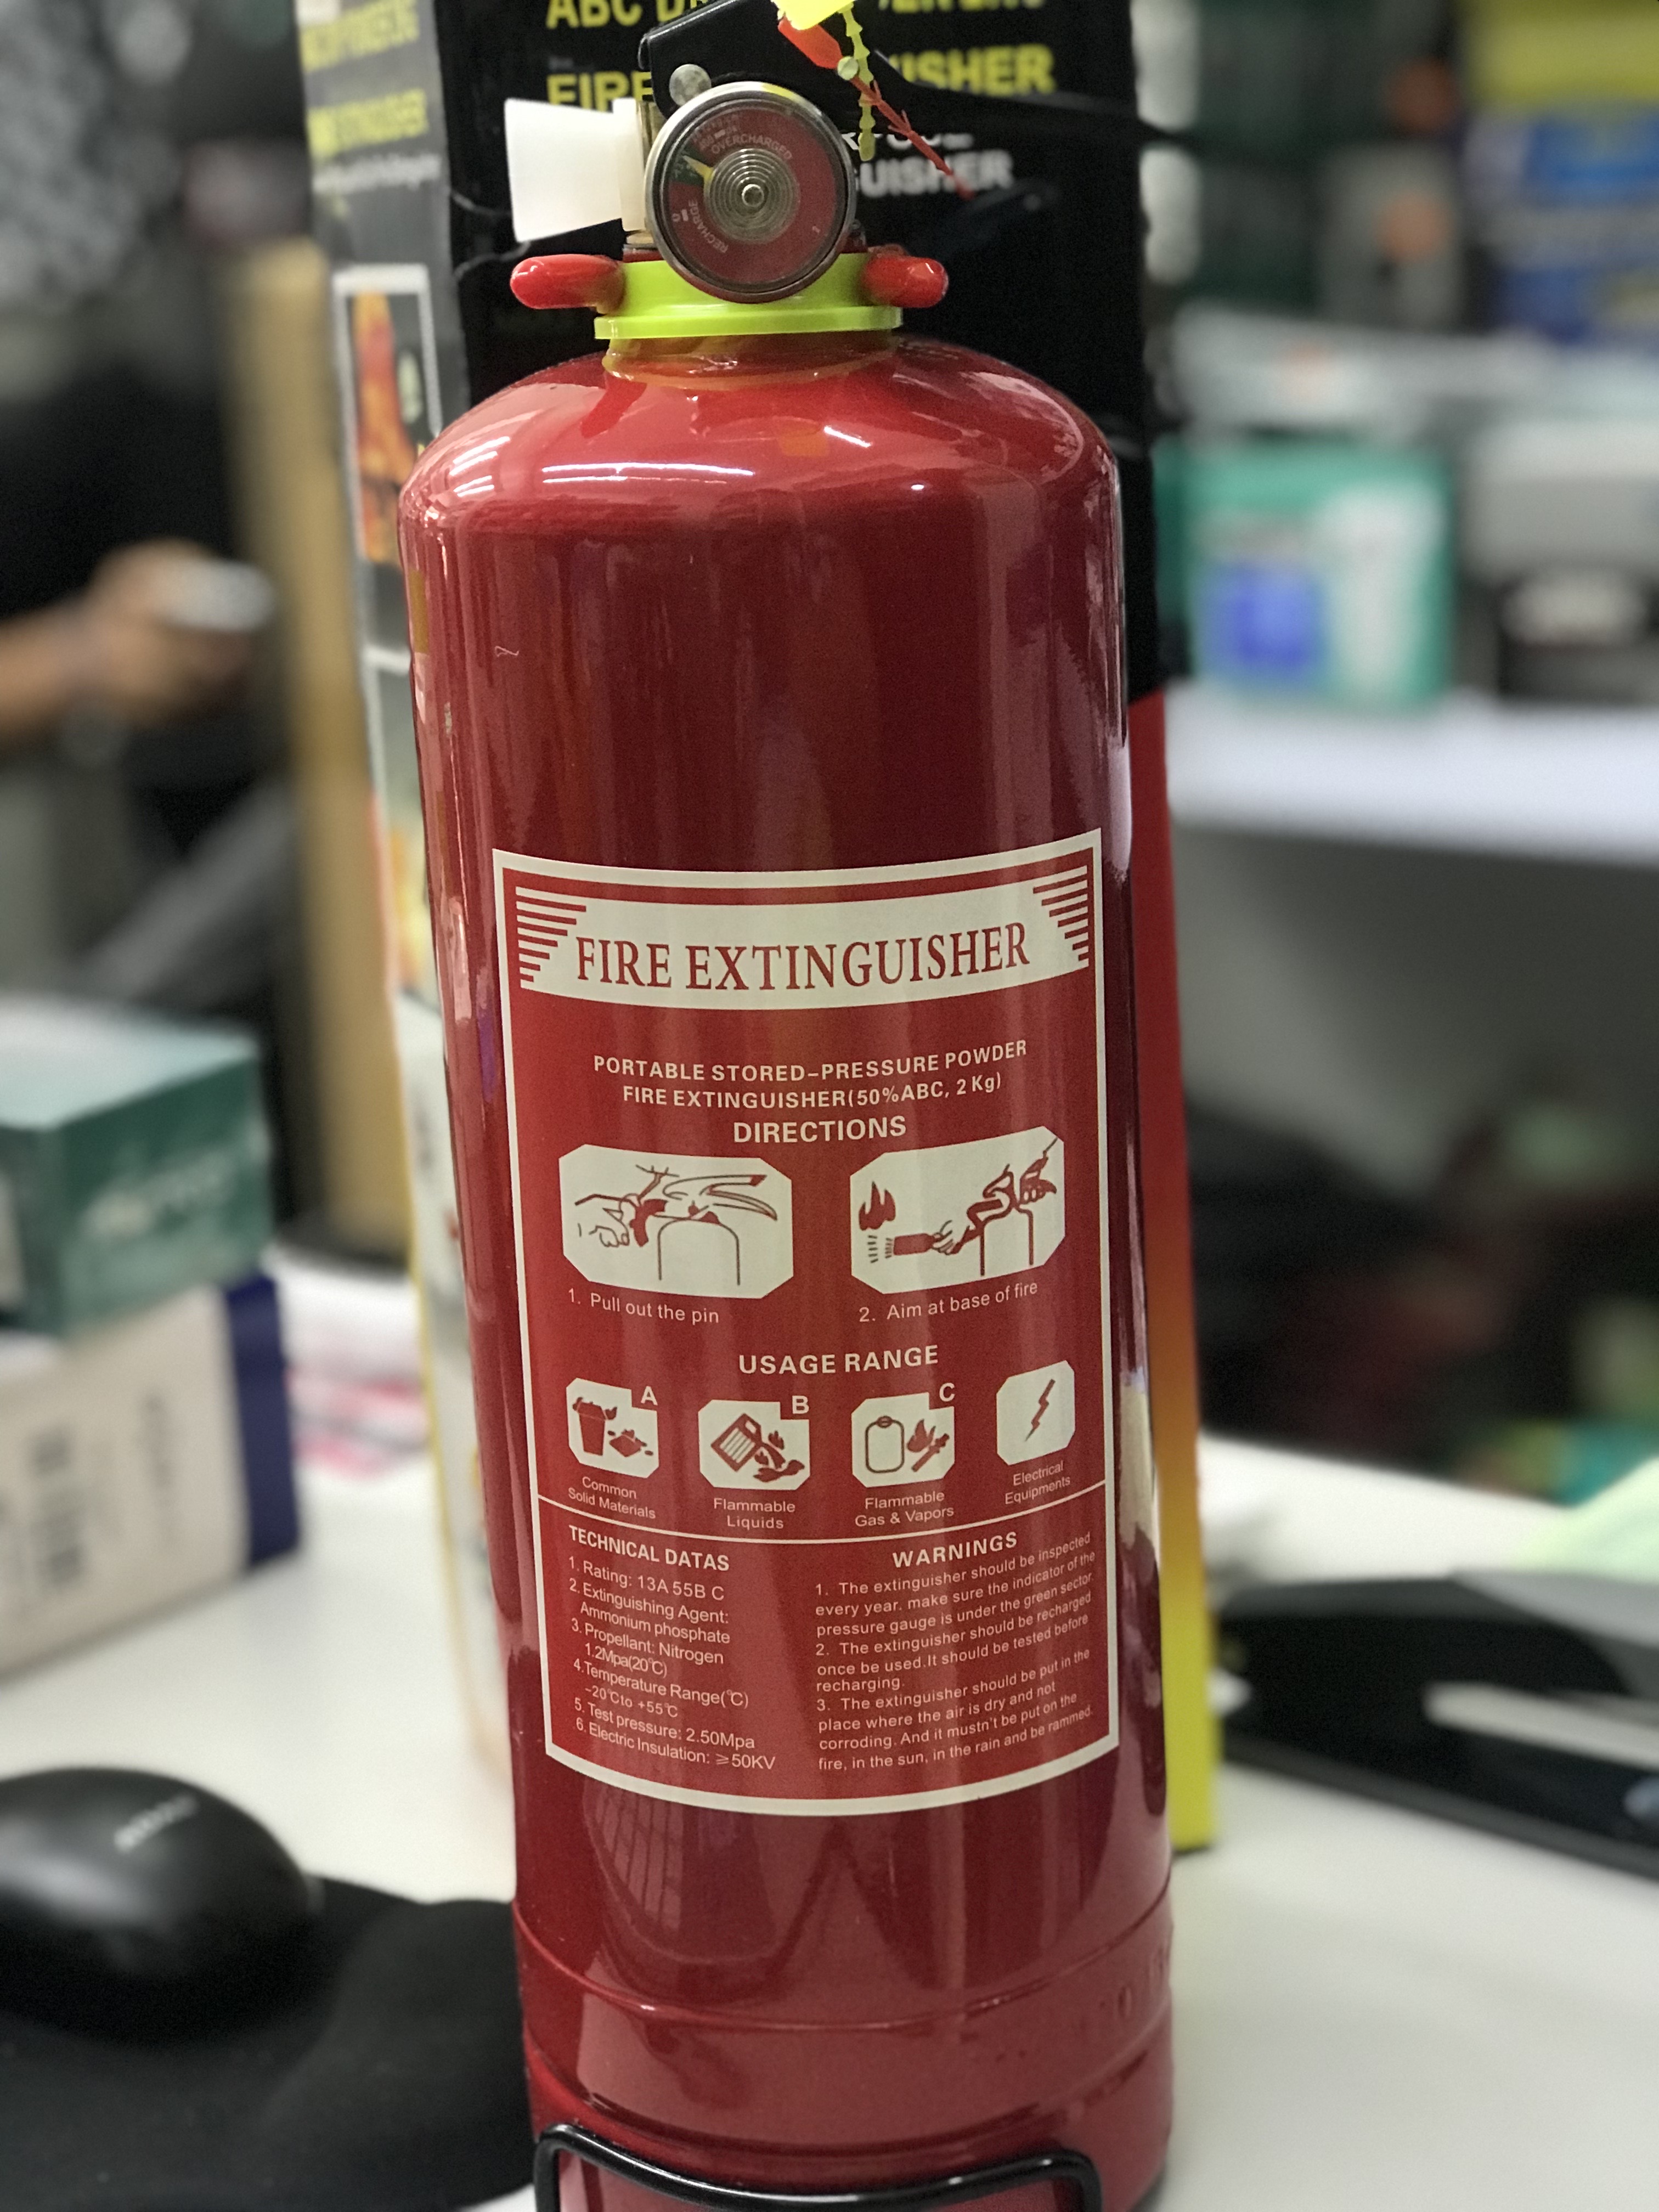 ABC
FIRE
ISHER
GUISHER
OVERCHARGED
RECHARGE
FIRE EXTINGUISHER
PORTABLE STORED-PRESSURE POWDER
FIRE EXTINGUISHER(50%ABC, 2 Kg)
DIRECTIONS
1. Pull out the pin
2. Aim at base of fire
USAGE RANGE
A
B
C
Common
Solid Materials
Flammable
Liquids
Flammable
Gas & Vapors
Electrical
Equipments
TECHNICAL DATAS
1. Rating: 13A 55B C
2. Extinguishing Agent:
Ammonium phosphate
3. Propellant: Nitrogen
1.2Mpa(20℃)
4.Temperature Range(℃)
-20℃to +55℃
5. Test pressure: 2.50Mpa
6. Electric Insulation: ≥50KV
WARNINGS
1. The extinguisher should be inspected
every year. make sure the indicator of the
pressure gauge is under the green sector.
2. The extinguisher should be recharged
once be used.It should be tested before
recharging.
3. The extinguisher should be put in the
place where the air is dry and not
corroding. And it mustn't be put on the
fire, in the sun, in the rain and be rammed.